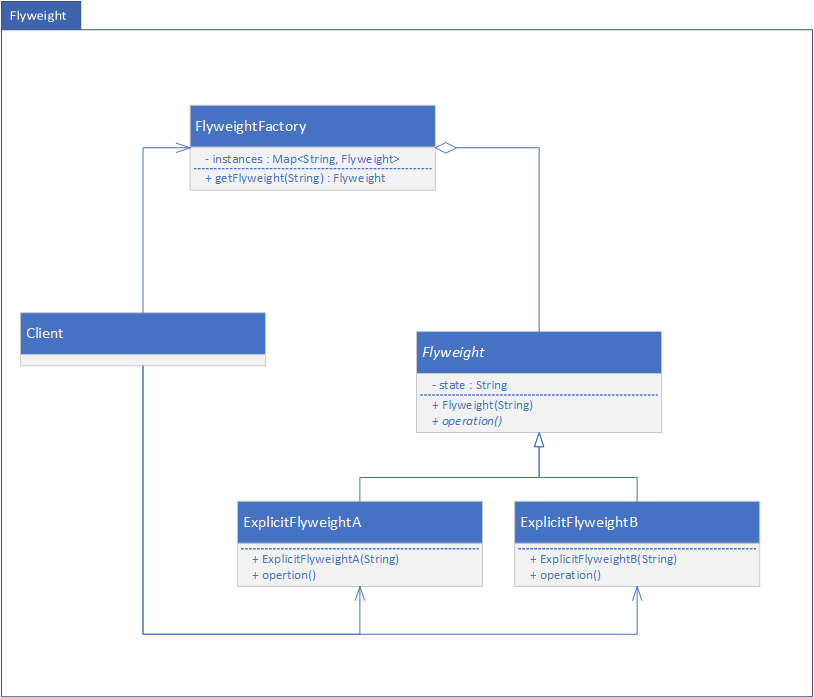 Flyweight
FlyweightFactory
- instances : Map<String, Flyweight>
+ getFlyweight(String) : Flyweight
Client
Flyweight
- state : String
+ Flyweight(String)
+ operation()
ExplicitFlyweightA
+ ExplicitFlyweightA(String)
+ opertion()
ExplicitFlyweightB
+ ExplicitFlyweightB(String)
+ operation()